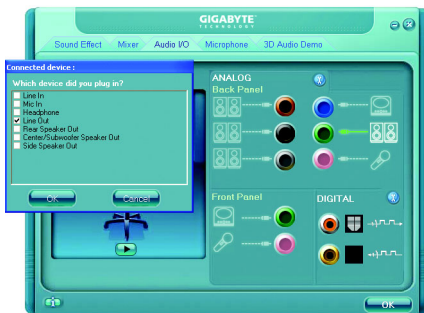 GIGABYTE
TECHNOLOGY
Sound Effect Mixer Audio I/O Microphone 3D Audio Demo
Connected device :
Which device did you plug in?
Line In
Mic In
Headphone
Line Out
Rear Speaker Out
Center/Subwoofer Speaker Out
Side Speaker Out
OK Cancel
ANALOG
Back Panel
Front Panel
DIGITAL
OK